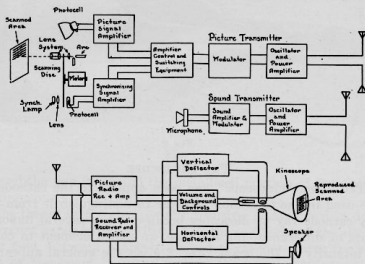 Scanned
Area
Photocell
Lens
System
Arc
Scanning
Disc
Motor
Synch.
Lamp
Lens
Photocell
Picture
Signal
Amplifier
Synchronising
Signal
Amplifier
Amplifier
Control and
Switching
Equipment
Picture Transmitter
Modulator
Oscillator
and Power
Amplifier
Sound Transmitter
Microphone
Sound
Amplifier &
Modulator
Oscillator
and Power
Amplifier
Picture
Radio
Rec + Amp
Sound Radio
Receiver and
Amplifier
Vertical
Deflector
Volume and
Background
Controls
Horizontal
Deflector
Kinescope
Reproduced
Scanned
Area
Speaker